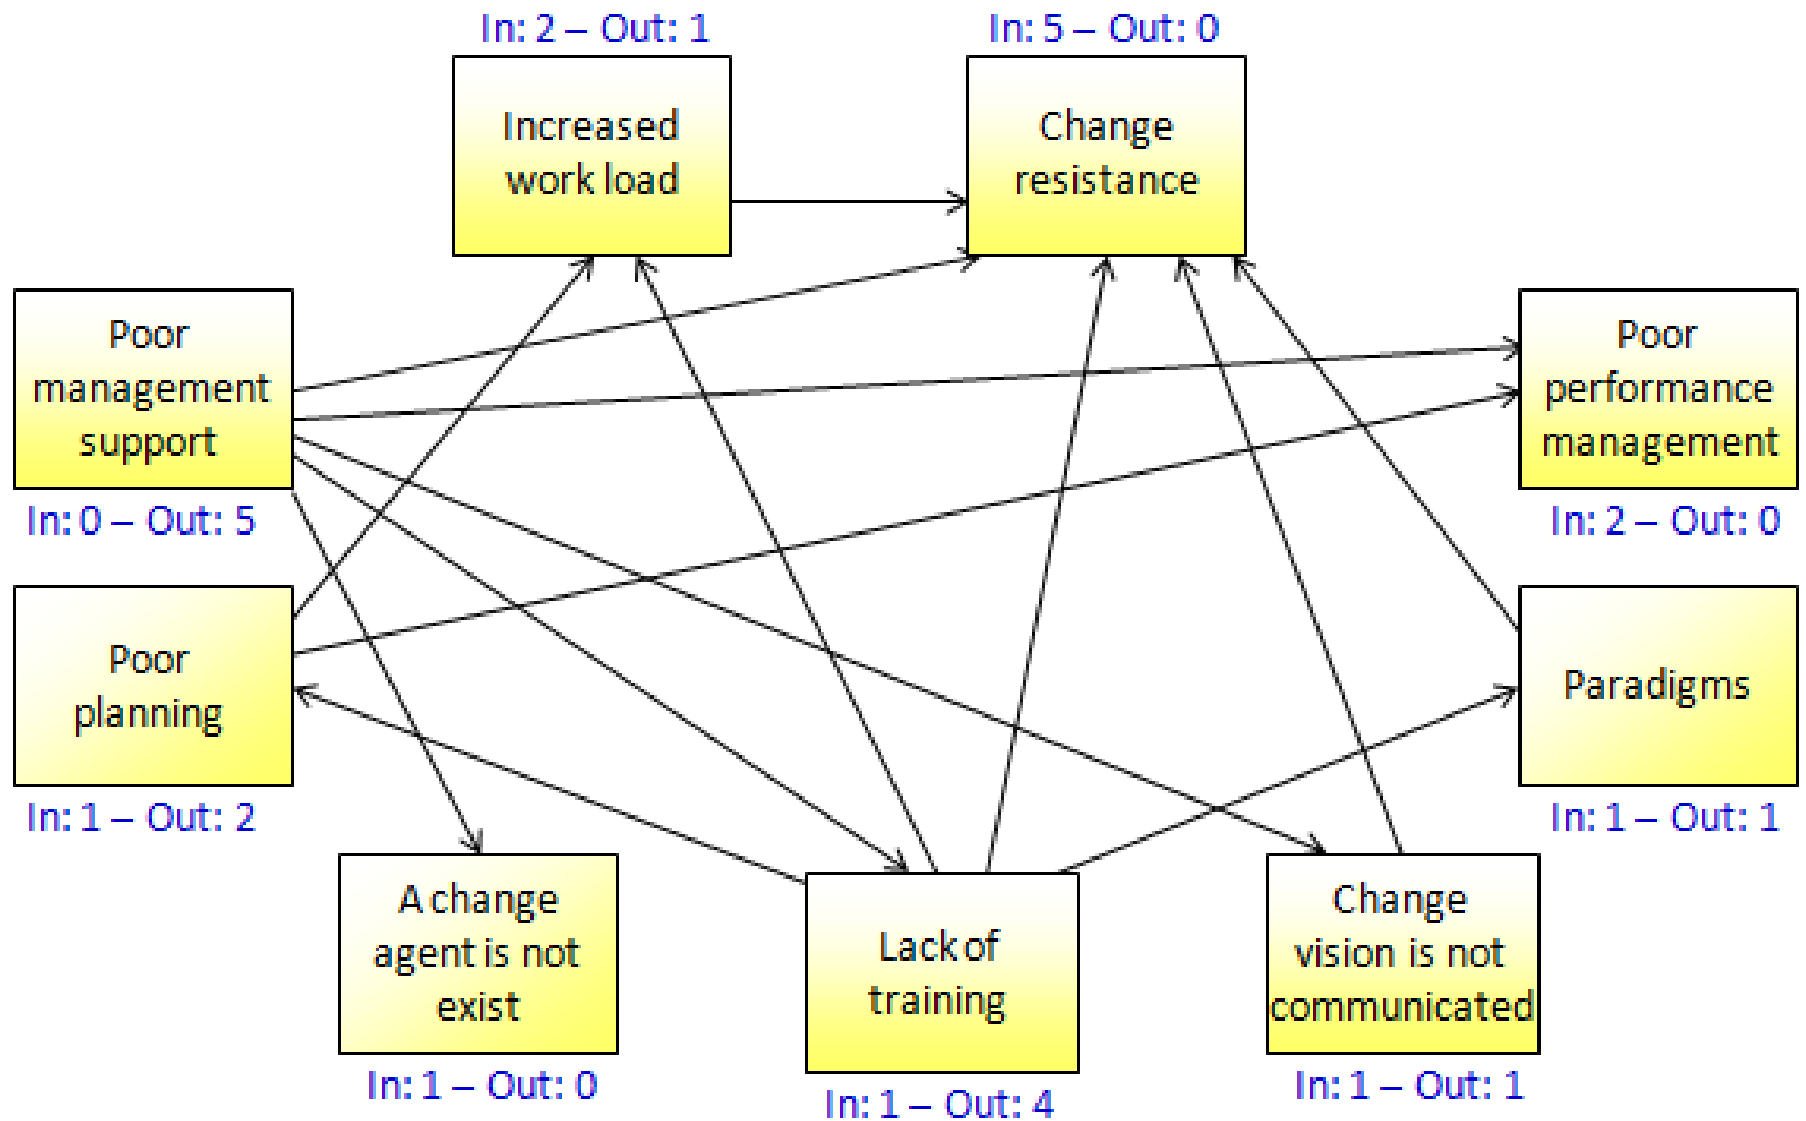 In: 2 – Out: 1
In: 5 – Out: 0
Increased
work load
Change
resistance
Poor
management
support
In: 0 – Out: 5
Poor
performance
management
In: 2 – Out: 0
Poor
planning
In: 1 – Out: 2
Paradigms
In: 1 – Out: 1
A change
agent is not
exist
In: 1 – Out: 0
Lack of
training
In: 1 – Out: 4
Change
vision is not
communicated
In: 1 – Out: 1